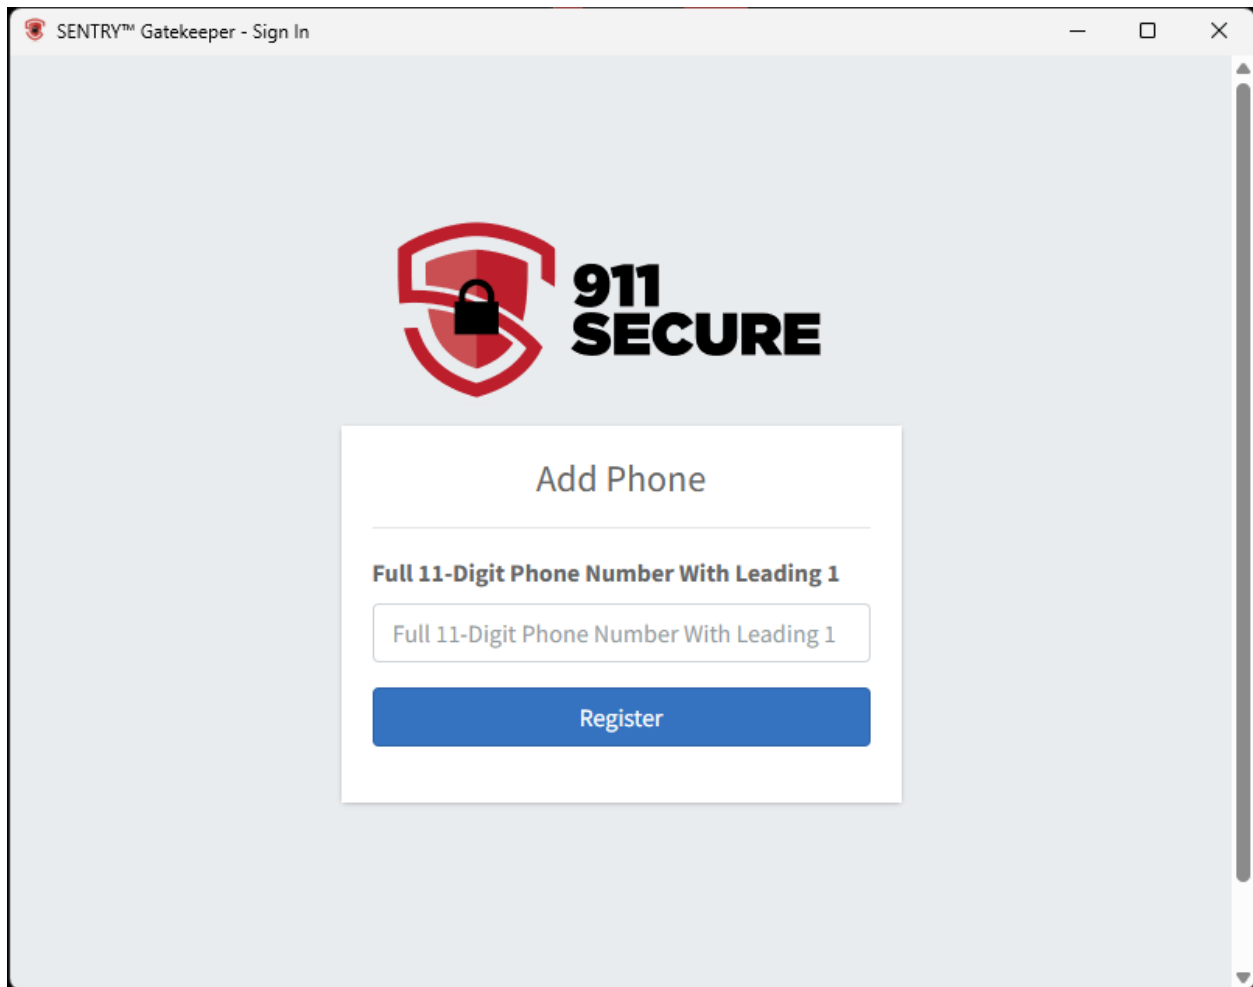 SENTRY™ Gatekeeper - Sign In
911
SECURE
Add Phone
Full 11-Digit Phone Number With Leading 1
Full 11-Digit Phone Number With Leading 1
Register